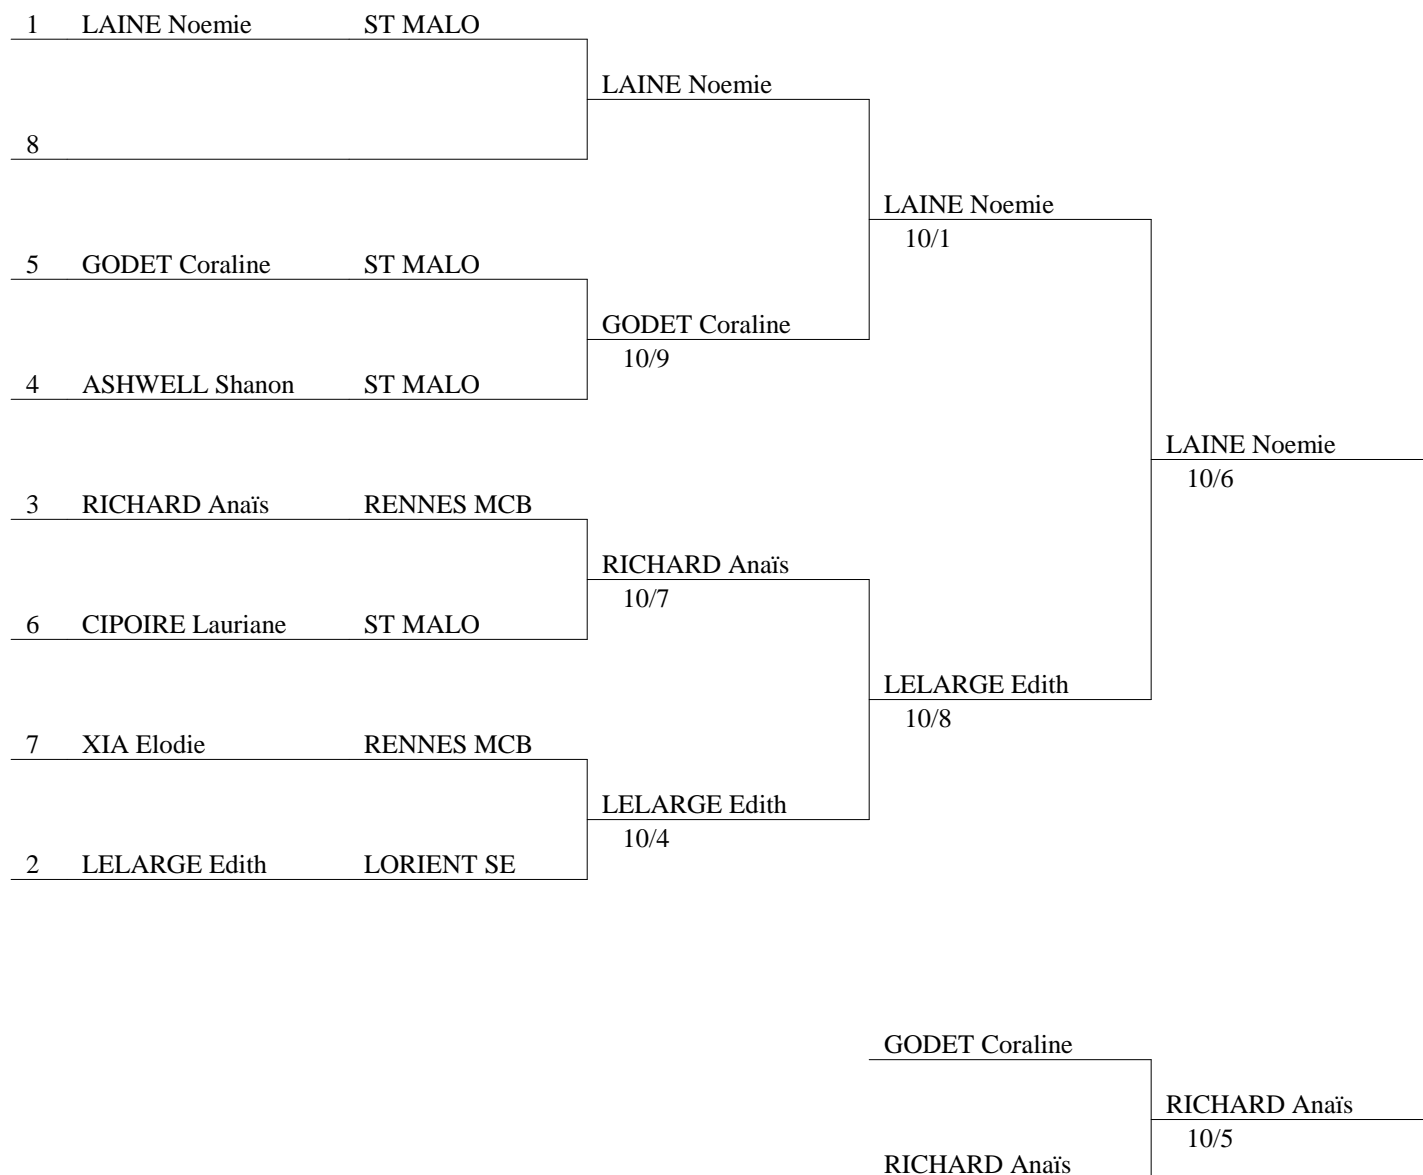 1 LAINE Noemie ST MALO
LAINE Noemie
8
LAINE Noemie
10/1
5 GODET Coraline ST MALO
GODET Coraline
10/9
4 ASHWELL Shanon ST MALO
LAINE Noemie
10/6
3 RICHARD Anaïs RENNES MCB
RICHARD Anaïs
10/7
6 CIPOIRE Lauriane ST MALO
LELARGE Edith
10/8
7 XIA Elodie RENNES MCB
LELARGE Edith
10/4
2 LELARGE Edith LORIENT SE
GODET Coraline
RICHARD Anaïs
10/5
RICHARD Anaïs